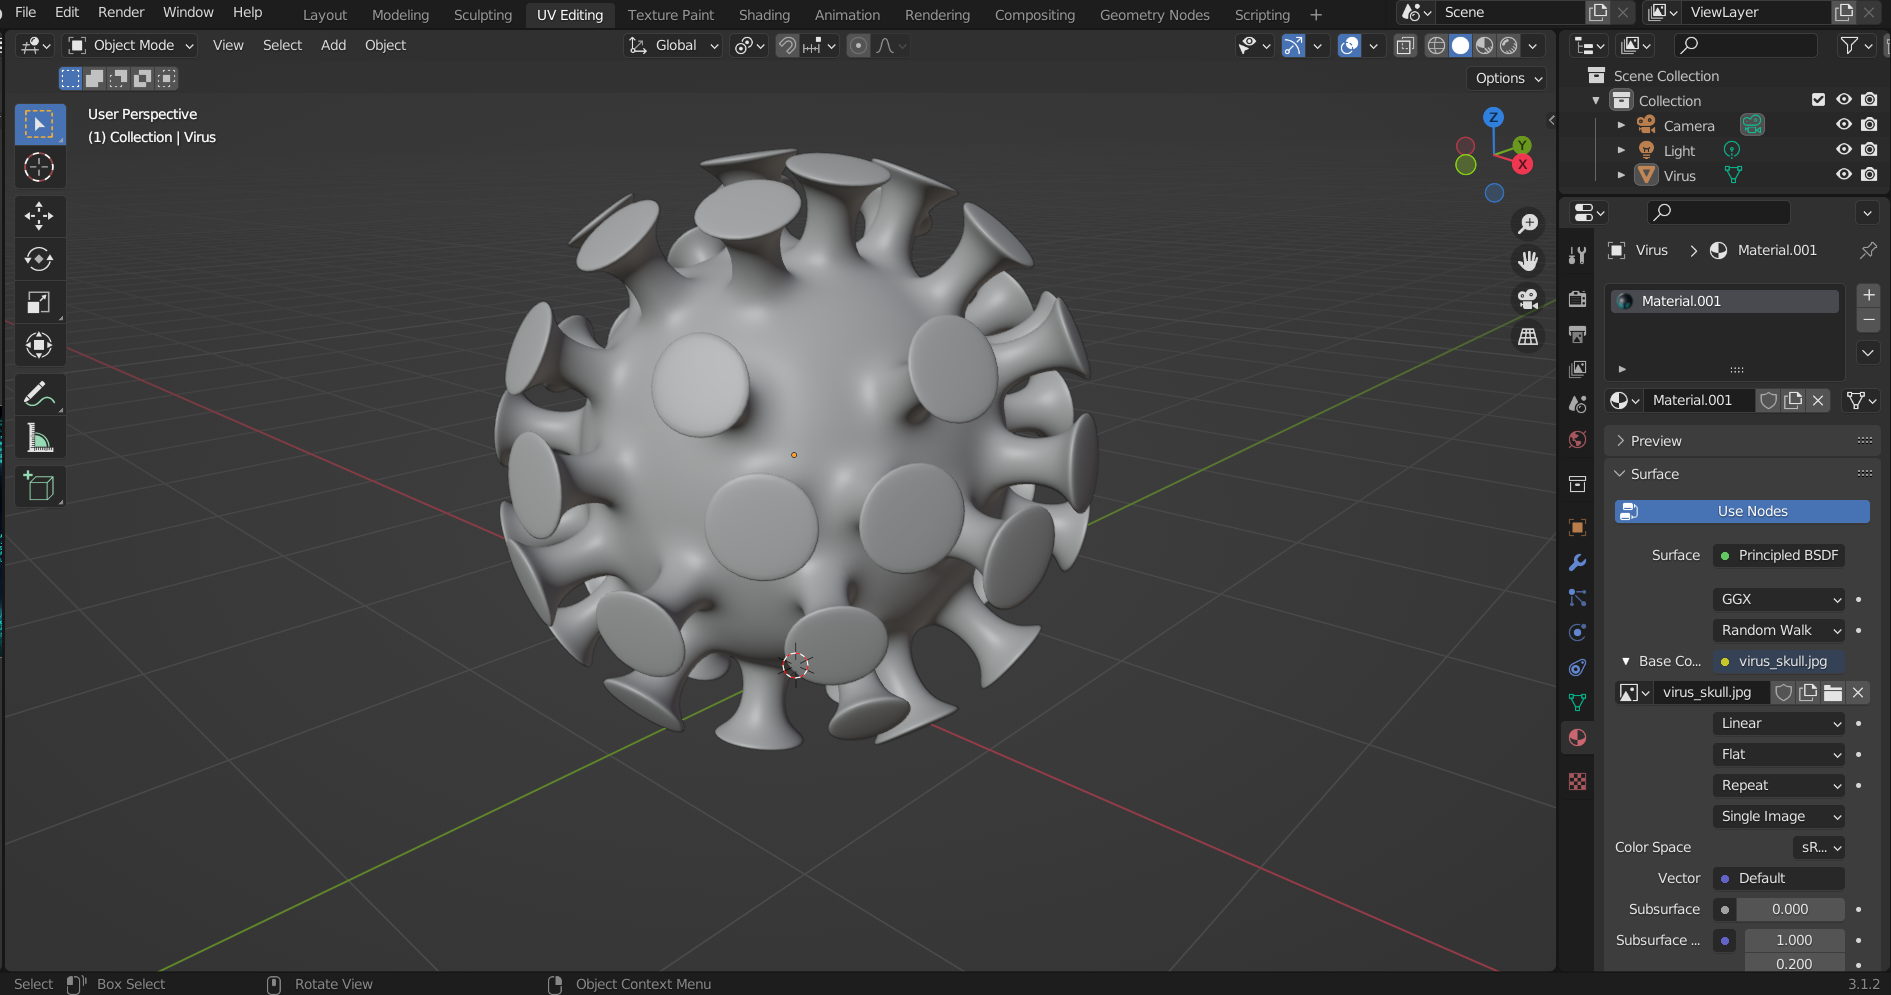 File Edit Render Window Help Layout Modeling Sculpting UV Editing Texture Paint Shading Animation Rendering Compositing Geometry Nodes Scripting + Scene ViewLayer
Object Mode View Select Add Object Global
Options
User Perspective
(1) Collection | Virus
Z
Y
X
Scene Collection
Collection
Camera
Light
Virus
Virus > Material.001
Material.001
Material.001
Preview
Surface
Use Nodes
Surface Principled BSDF
GGX
Random Walk
Base Co... virus_skull.jpg
virus_skull.jpg
Linear
Flat
Repeat
Single Image
Color Space sR...
Vector Default
Subsurface 0.000
Subsurface ... 1.000
0.200
Select Box Select Rotate View Object Context Menu 3.1.2